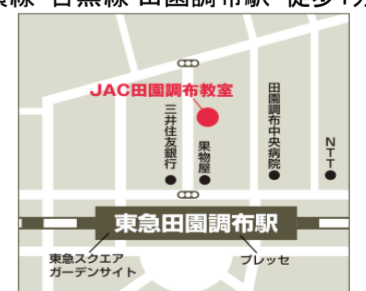 目黒線 田園調布駅 徒歩1分
JAC田園調布教室
三井住友銀行
果物屋
田園調布中央病院
NTT
東急田園調布駅
東急スクエア
ガーデンサイト
プレッセ